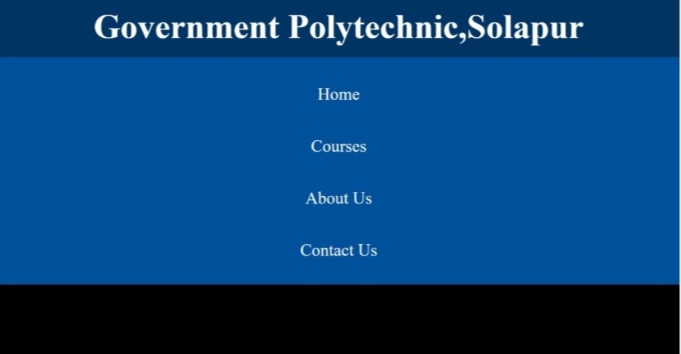 Government Polytechnic,Solapur
Home
Courses
About Us
Contact Us